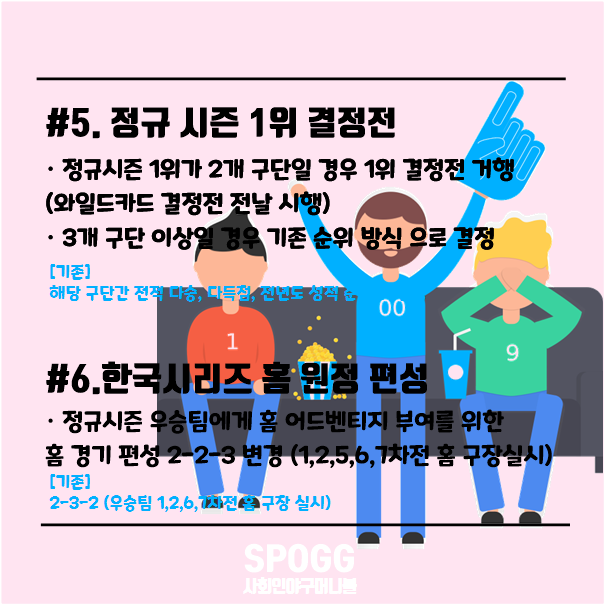 #5. 정규 시즌 1위 결정전
· 정규시즌 1위가 2개 구단일 경우 1위 결정전 거행
(와일드카드 결정전 전날 시행)
· 3개 구단 이상일 경우 기존 순위 방식 으로 결정
[기존]
해당 구단간 전적 다승, 다득점, 전년도 성적 순
00
1
9
#6.한국시리즈 홈 원정 편성
· 정규시즌 우승팀에게 홈 어드벤티지 부여를 위한
홈 경기 편성 2-2-3 변경 (1,2,5,6,7차전 홈 구장실시)
[기존]
2-3-2 (우승팀 1,2,6,7차전 홈 구장 실시)
SPOGG
사회인야구머니볼